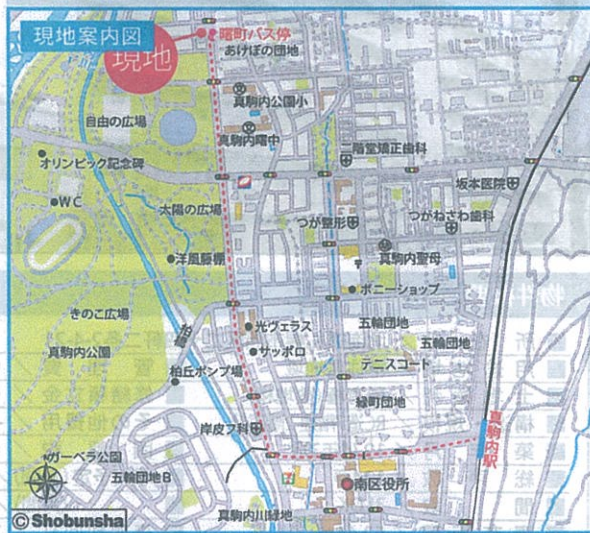 現地案内図
現地
曙町バス停
あけぼの団地
真駒内公園小
自由の広場
真駒内曙中
オリンピック記念碑
二階堂矯正歯科
坂本医院
WC
太陽の広場
つがねざわ歯科
つが整形
洋風藤棚
真駒内聖母
ポニーショップ
きのこ広場
光ヴェラス
五輪団地
五輪団地
真駒内公園
サッポロ
テニスコート
柏丘ポンプ場
緑町団地
真駒内駅
岸皮フ科
ガーベラ公園
五輪団地B
南区役所
真駒内川緑地
© Shobunsha